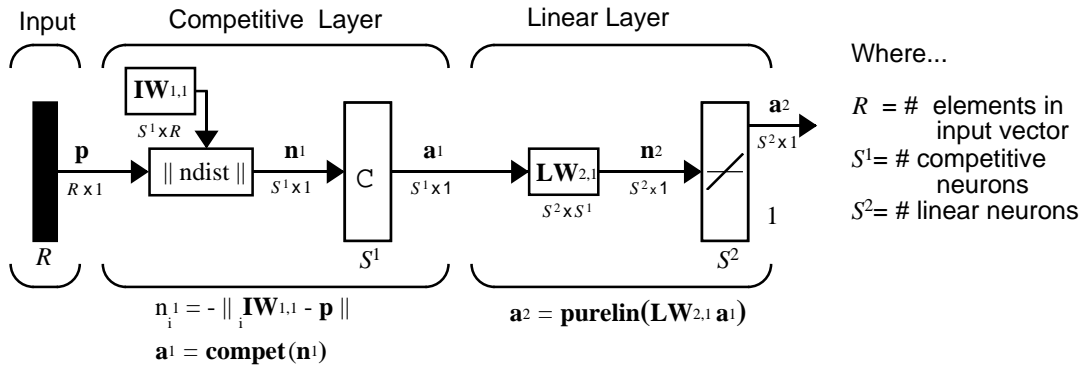 Input
Competitive Layer
Linear Layer
Where...
IW1,1
S1 x R
p
R x 1
|| ndist ||
n1
S1 x 1
C
a1
S1 x 1
LW2,1
S2 x S1
n2
S2 x 1
a2
S2 x 1
1
R
S1
S2
R = # elements in
input vector
S1= # competitive
neurons
S2= # linear neurons
ni1 = - || iIW1,1 - p ||
a1 = compet(n1)
a2 = purelin(LW2,1 a1)